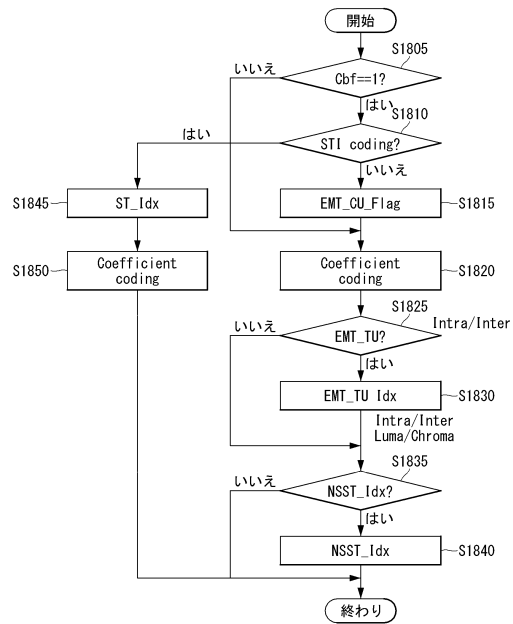 開始
S1805
Cbf==1?
いいえ
はい
S1810
STI coding?
はい
いいえ
S1845
ST_Idx
EMT_CU_Flag
S1815
S1850
Coefficient
coding
Coefficient
coding
S1820
S1825
EMT_TU?
Intra/Inter
いいえ
はい
EMT_TU Idx
S1830
Intra/Inter
Luma/Chroma
S1835
NSST_Idx?
いいえ
はい
NSST_Idx
S1840
終わり